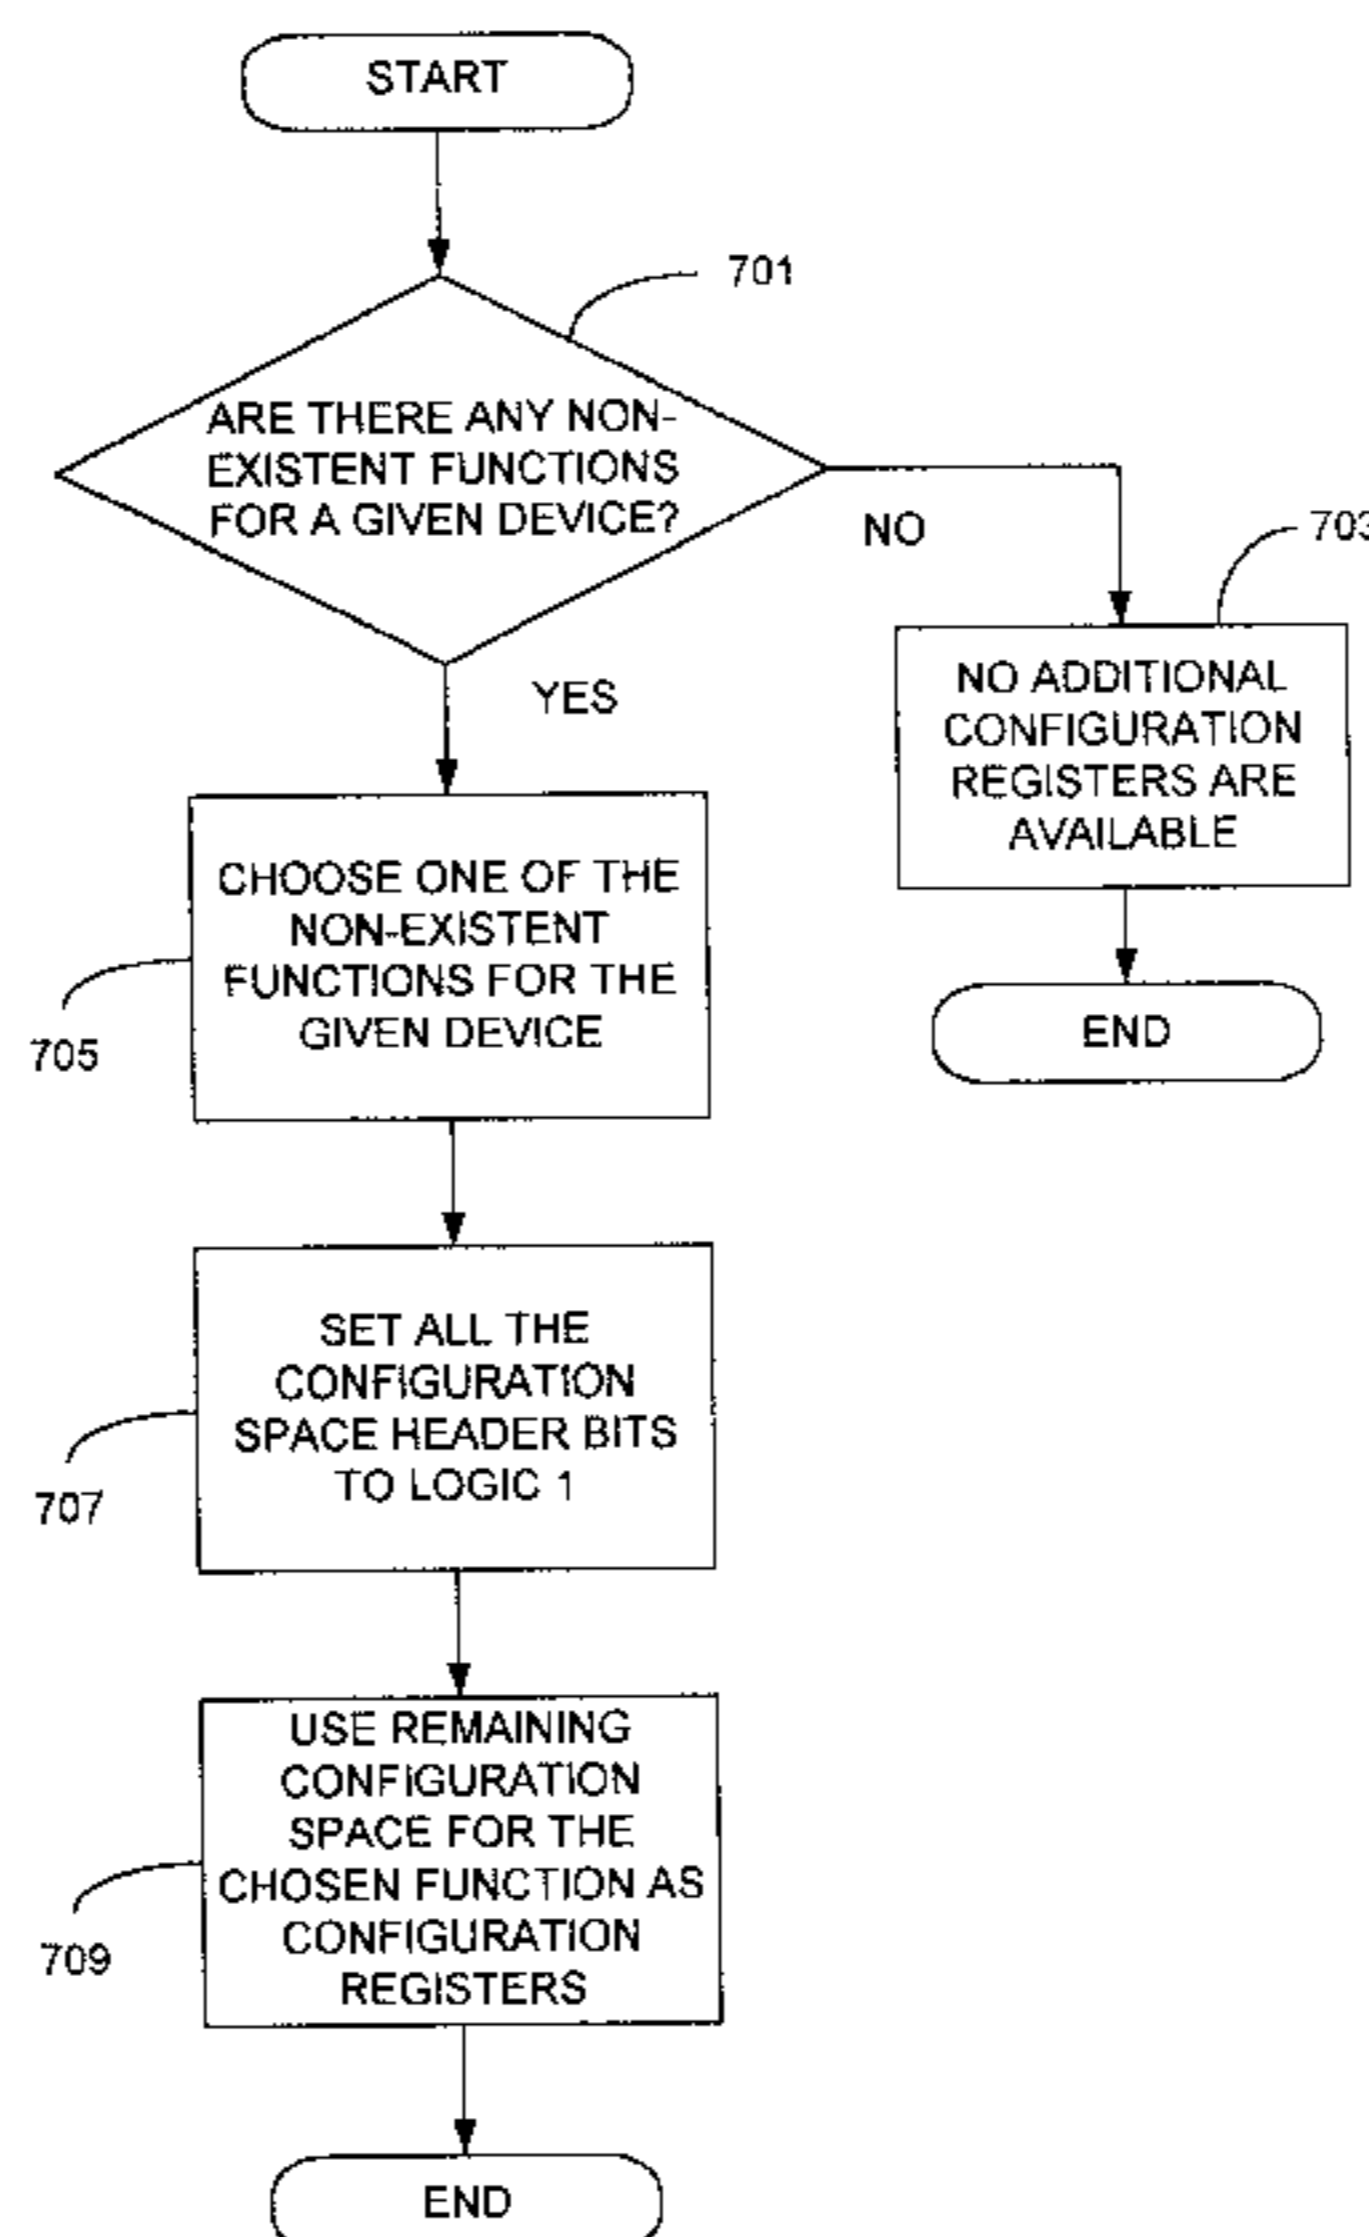 START
701
ARE THERE ANY NON-
EXISTENT FUNCTIONS
FOR A GIVEN DEVICE?
NO
703
YES
NO ADDITIONAL
CONFIGURATION
REGISTERS ARE
AVAILABLE
END
CHOOSE ONE OF THE
NON-EXISTENT
FUNCTIONS FOR THE
GIVEN DEVICE
705
SET ALL THE
CONFIGURATION
SPACE HEADER BITS
TO LOGIC 1
707
USE REMAINING
CONFIGURATION
SPACE FOR THE
CHOSEN FUNCTION AS
CONFIGURATION
REGISTERS
709
END